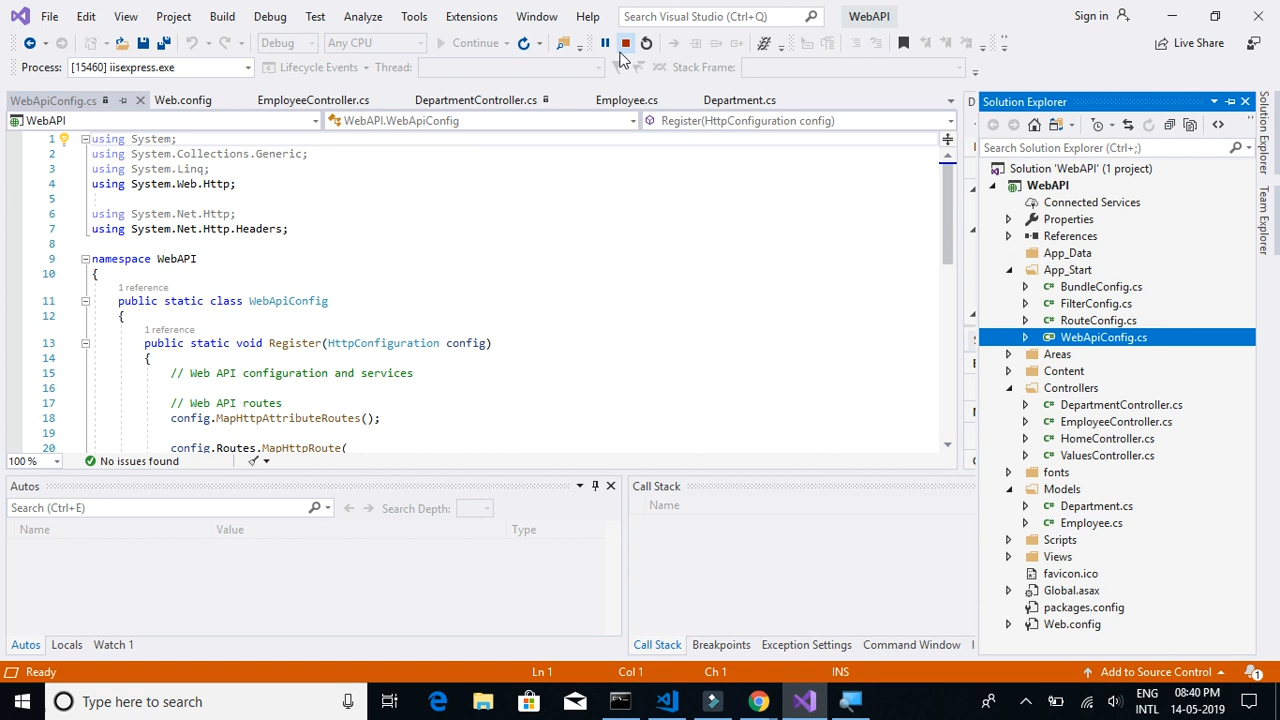 File Edit View Project Build Debug Test Analyze Tools Extensions Window Help Search Visual Studio (Ctrl+Q) WebAPI Sign in
Debug Any CPU Continue Live Share
Process: [15460] iisexpress.exe Lifecycle Events Thread: Stack Frame:
WebApiConfig.cs Web.config EmployeeController.cs DepartmentController.cs Employee.cs Department.cs
WebAPI WebAPI.WebApiConfig Register(HttpConfiguration config)
1 using System;
2 using System.Collections.Generic;
3 using System.Linq;
4 using System.Web.Http;
5
6 using System.Net.Http;
7 using System.Net.Http.Headers;
8
9 namespace WebAPI
10 {
1 reference
11 public static class WebApiConfig
12 {
1 reference
13 public static void Register(HttpConfiguration config)
14 {
15 // Web API configuration and services
16
17 // Web API routes
18 config.MapHttpAttributeRoutes();
19
20 config.Routes.MapHttpRoute(
100 % No issues found
Autos
Search (Ctrl+E) Search Depth:
Name Value Type
Autos Locals Watch 1
Call Stack
Name
Call Stack Breakpoints Exception Settings Command Window
Solution Explorer
Search Solution Explorer (Ctrl+;)
Solution 'WebAPI' (1 project)
WebAPI
Connected Services
Properties
References
App_Data
App_Start
BundleConfig.cs
FilterConfig.cs
RouteConfig.cs
WebApiConfig.cs
Areas
Content
Controllers
DepartmentController.cs
EmployeeController.cs
HomeController.cs
ValuesController.cs
fonts
Models
Department.cs
Employee.cs
Scripts
Views
favicon.ico
Global.asax
packages.config
Web.config
Solution Explorer
Team Explorer
Ready Ln 1 Col 1 Ch 1 INS Add to Source Control 1
Type here to search
ENG 08:40 PM
INTL 14-05-2019